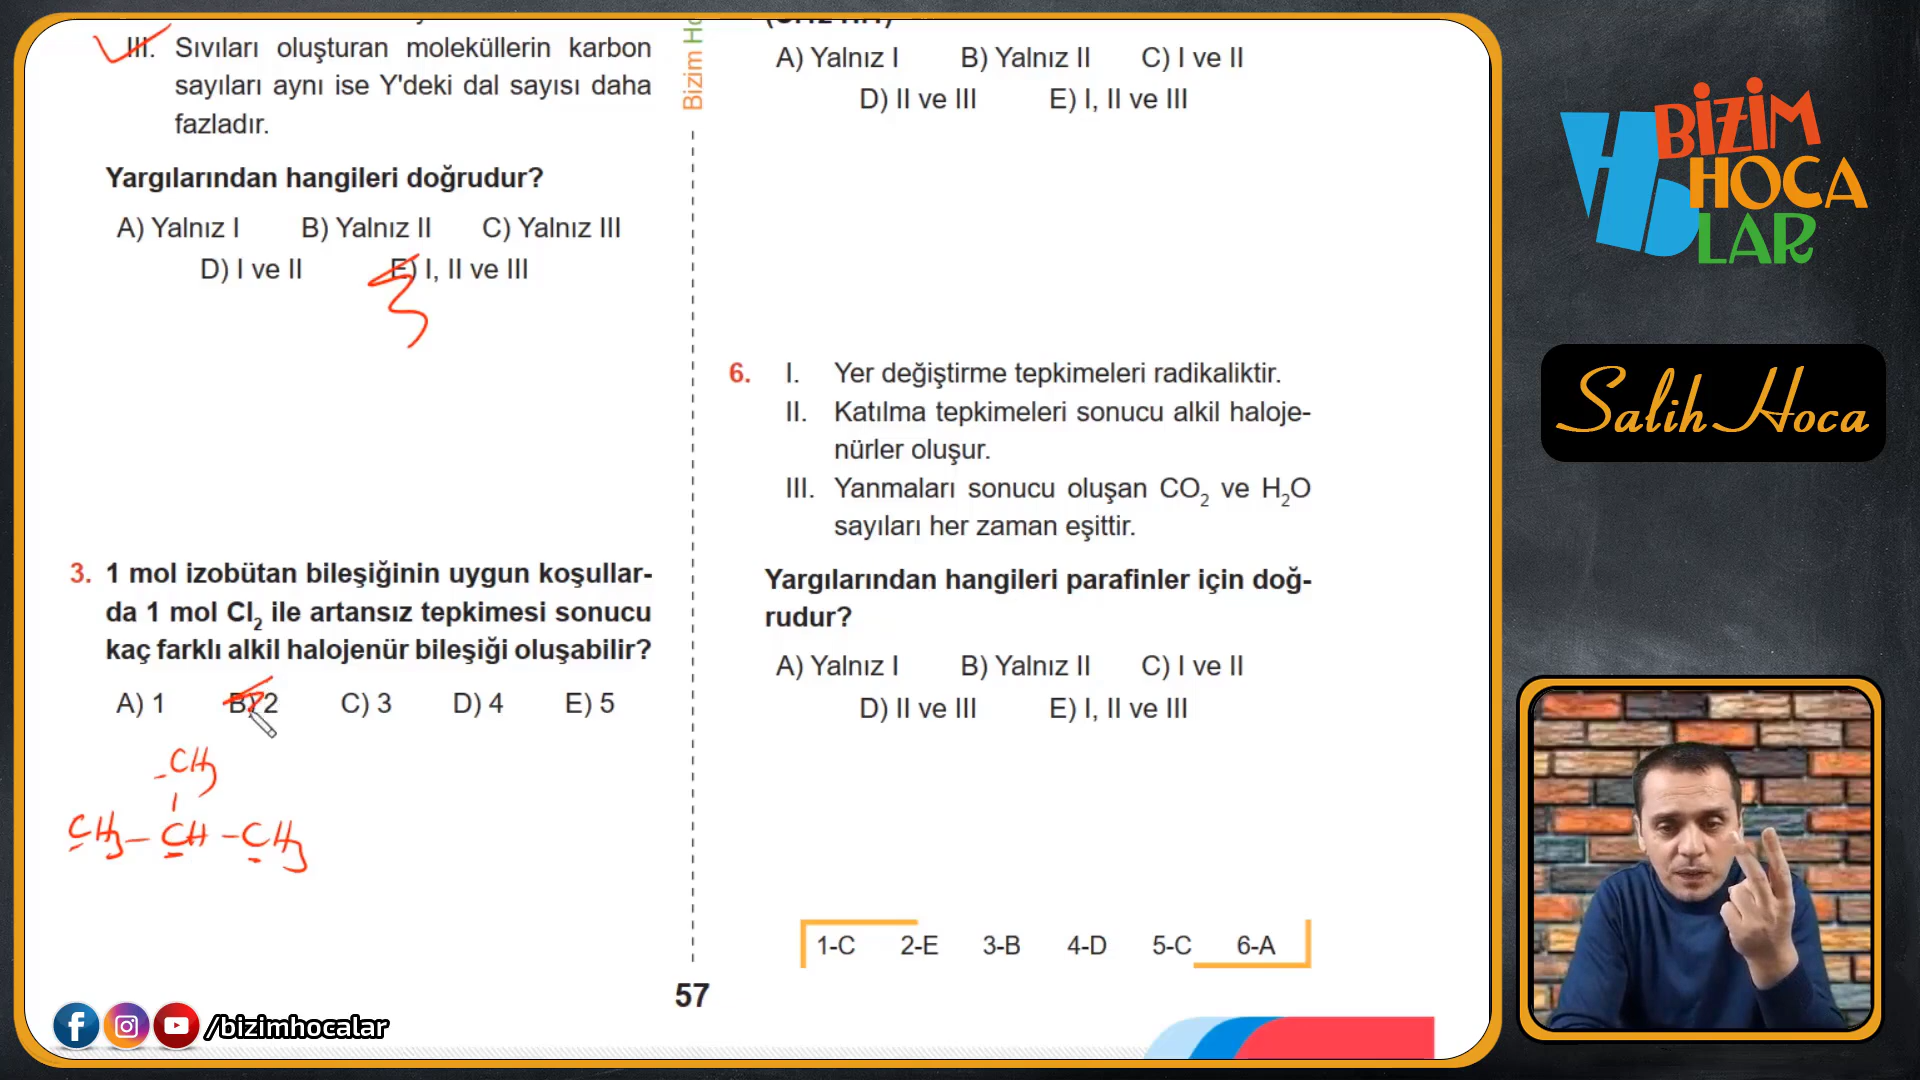 III. Sıvıları oluşturan moleküllerin karbon
sayıları aynı ise Y'deki dal sayısı daha
fazladır.
Yargılarından hangileri doğrudur?
A) Yalnız I B) Yalnız II C) Yalnız III
D) I ve II E) I, II ve III
3. 1 mol izobütan bileşiğinin uygun koşullar-
da 1 mol Cl2 ile artansız tepkimesi sonucu
kaç farklı alkil halojenür bileşiği oluşabilir?
A) 1 B) 2 C) 3 D) 4 E) 5
CH3
CH3 - CH - CH3
Bizim
A) Yalnız I B) Yalnız II C) I ve II
D) II ve III E) I, II ve III
6. I. Yer değiştirme tepkimeleri radikaliktir.
II. Katılma tepkimeleri sonucu alkil haloje-
nürler oluşur.
III. Yanmaları sonucu oluşan CO2 ve H2O
sayıları her zaman eşittir.
Yargılarından hangileri parafinler için doğ-
rudur?
A) Yalnız I B) Yalnız II C) I ve II
D) II ve III E) I, II ve III
1-C 2-E 3-B 4-D 5-C 6-A
57
/bizimhocalar
BİZİM
HOCA
LAR
Salih Hoca